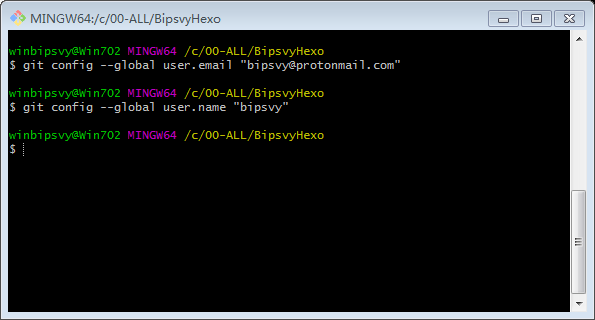 MINGW64:/c/00-ALL/BipsvyHexo
winbipsvy@Win702 MINGW64 /c/00-ALL/BipsvyHexo
$ git config --global user.email "bipsvy@protonmail.com"
winbipsvy@Win702 MINGW64 /c/00-ALL/BipsvyHexo
$ git config --global user.name "bipsvy"
winbipsvy@Win702 MINGW64 /c/00-ALL/BipsvyHexo
$